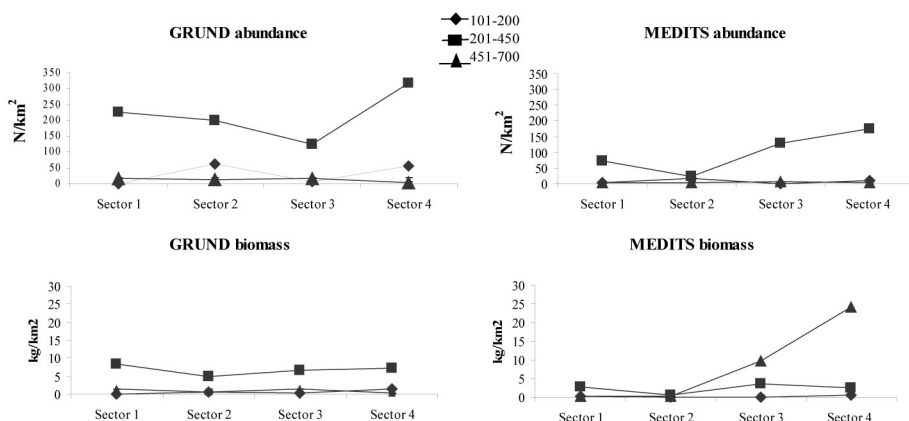 GRUND abundance
101-200
201-450
451-700
MEDITS abundance
N/km²
350
300
250
200
150
100
50
0
Sector 1 Sector 2 Sector 3 Sector 4
N/km²
350
300
250
200
150
100
50
0
Sector 1 Sector 2 Sector 3 Sector 4
GRUND biomass
kg/km2
30
25
20
15
10
5
0
Sector 1 Sector 2 Sector 3 Sector 4
MEDITS biomass
kg/km2
30
25
20
15
10
5
0
Sector 1 Sector 2 Sector 3 Sector 4